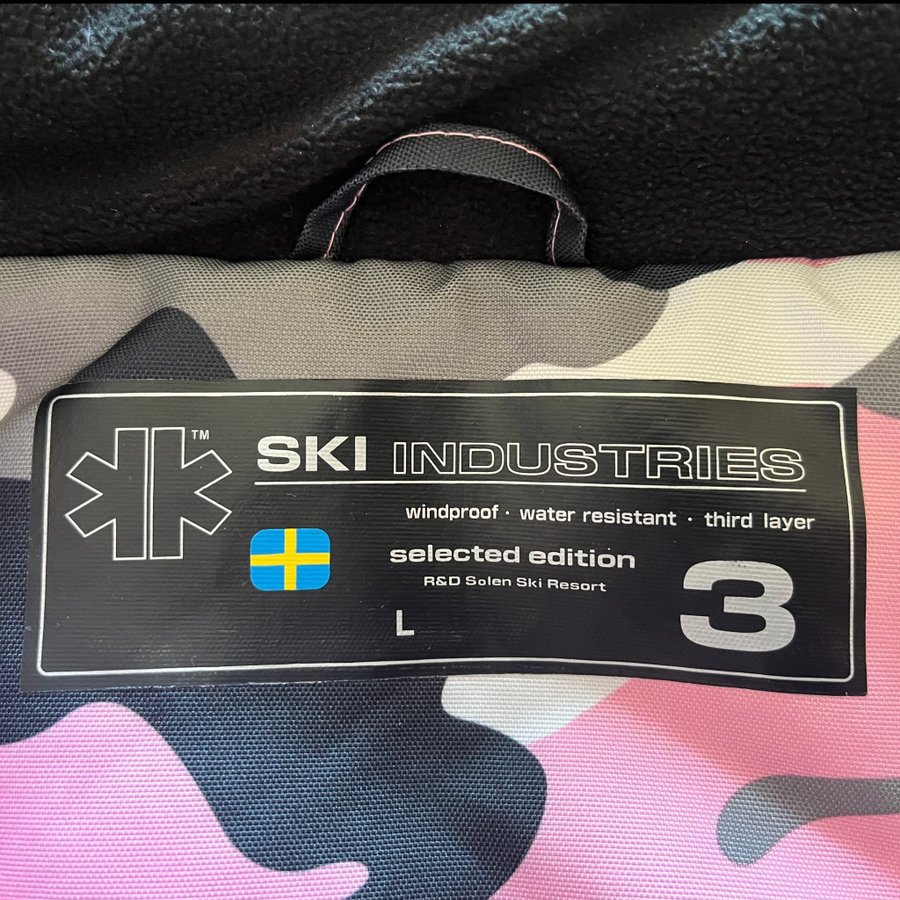 TM
SKI INDUSTRIES
windproof · water resistant · third layer
selected edition
R&D Solen Ski Resort
3
L